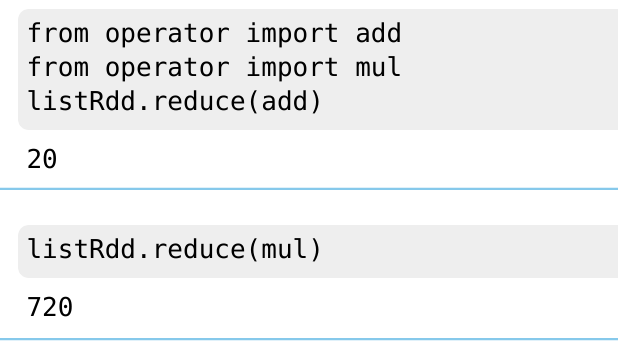 from operator import add
from operator import mul
listRdd.reduce(add)
20
listRdd.reduce(mul)
720